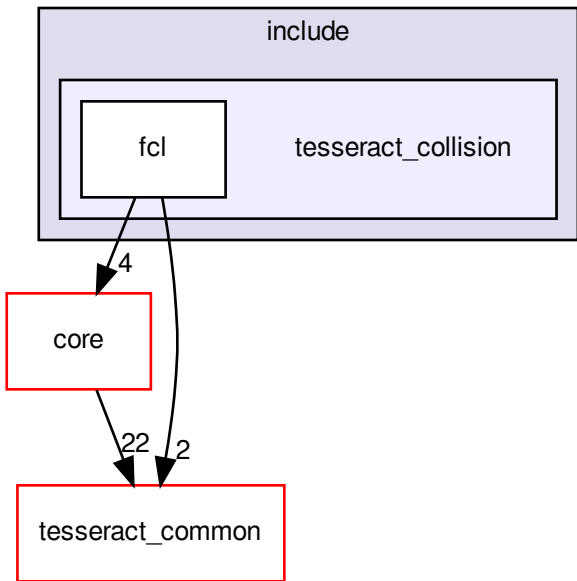 include
fcl
tesseract_collision
4
core
22
2
tesseract_common